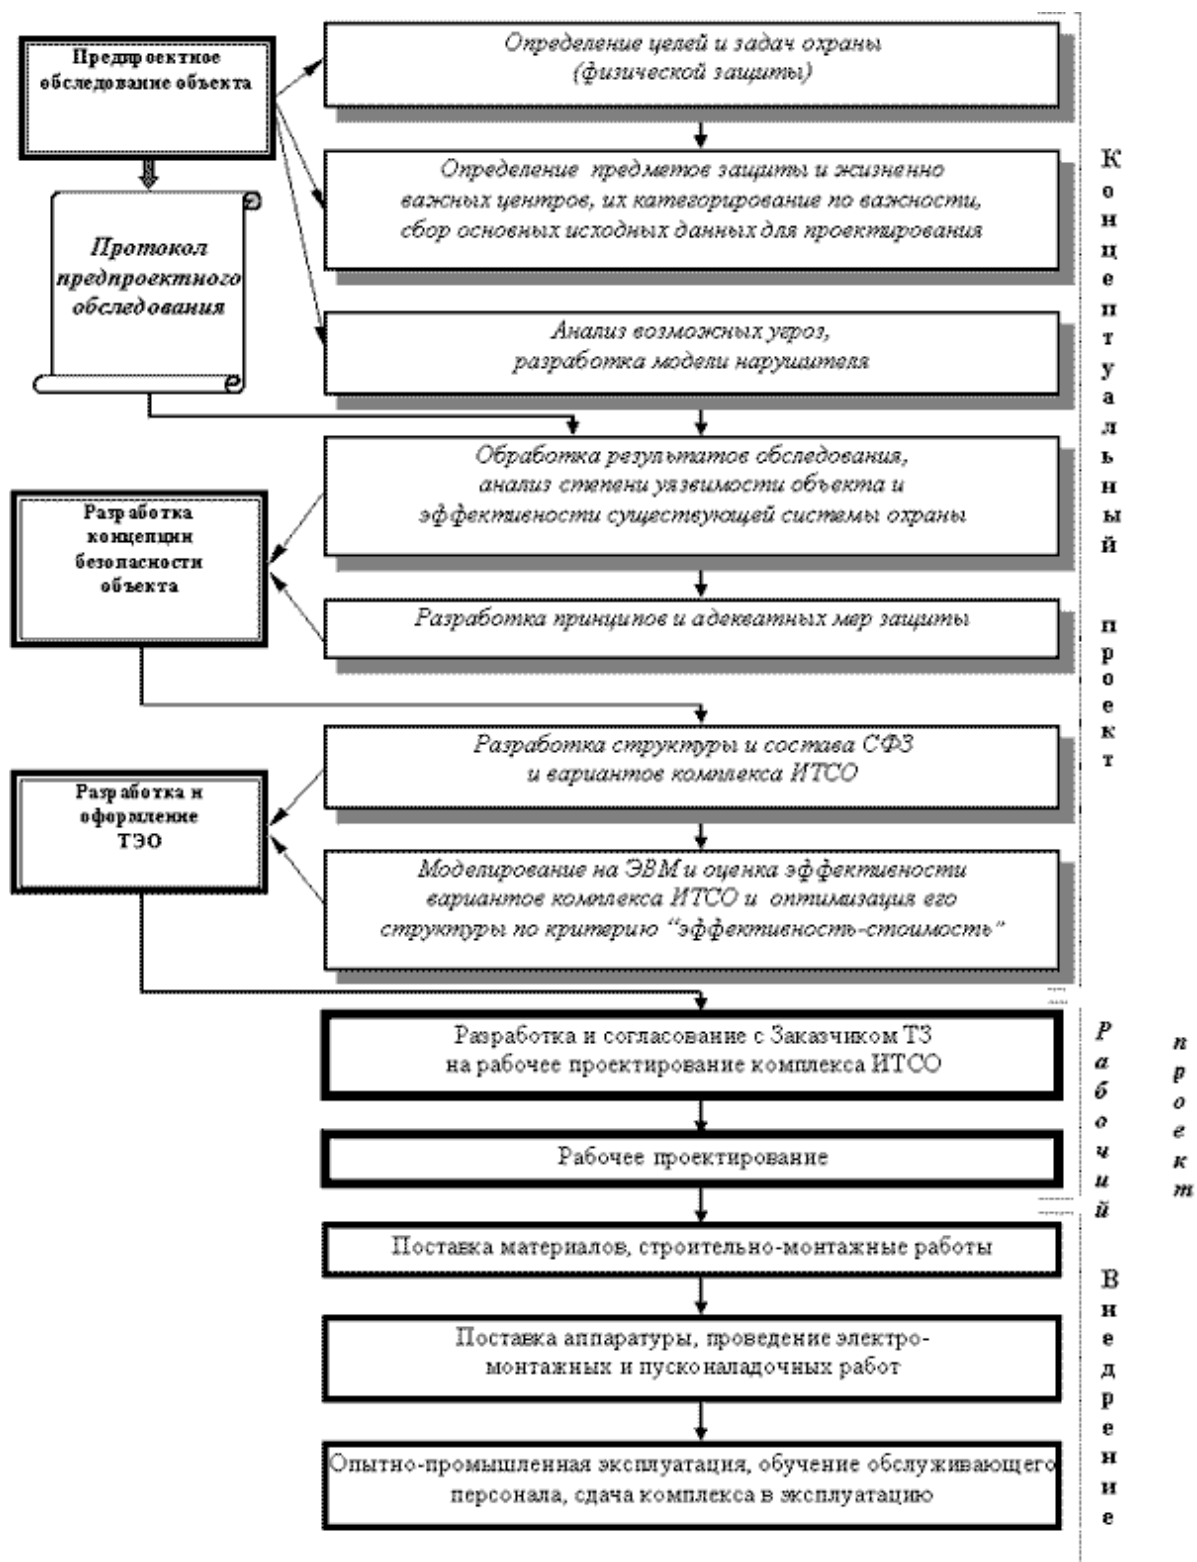 Предпроектное
обследование объекта
Определение целей и задач охраны
(физической защиты)
Определение предметов защиты и жизненно
важных центров, их категорирование по важности,
сбор основных исходных данных для проектирования
Протокол
предпроектного
обследования
Анализ возможных угроз,
разработка модели нарушителя
Обработка результатов обследования,
анализ степени уязвимости объекта и
эффективности существующей системы охраны
Разработка
концепции
безопасности
объекта
Разработка принципов и адекватных мер защиты
Разработка структуры и состава СФЗ
и вариантов комплекса ИТСО
Разработка и
оформление
ТЭО
Моделирование на ЭВМ и оценка эффективности
вариантов комплекса ИТСО и оптимизация его
структуры по критерию “эффективность-стоимость”
Концептуальный проект
Разработка и согласование с Заказчиком ТЗ
на рабочее проектирование комплекса ИТСО
Рабочее проектирование
Рабочий
проект
Поставка материалов, строительно-монтажные работы
Поставка аппаратуры, проведение электро-
монтажных и пусконаладочных работ
Опытно-промышленная эксплуатация, обучение обслуживающего
персонала, сдача комплекса в эксплуатацию
Внедрение